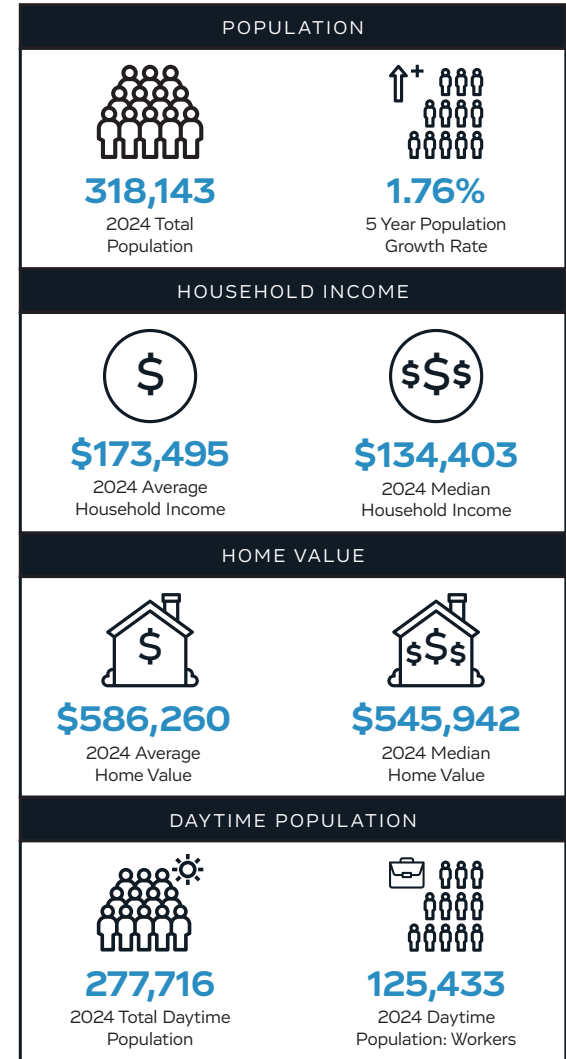 POPULATION
318,143
2024 Total
Population
1.76%
5 Year Population
Growth Rate
HOUSEHOLD INCOME
$
$173,495
2024 Average
Household Income
$$$
$134,403
2024 Median
Household Income
HOME VALUE
$
$586,260
2024 Average
Home Value
$$$
$545,942
2024 Median
Home Value
DAYTIME POPULATION
277,716
2024 Total Daytime
Population
125,433
2024 Daytime
Population: Workers